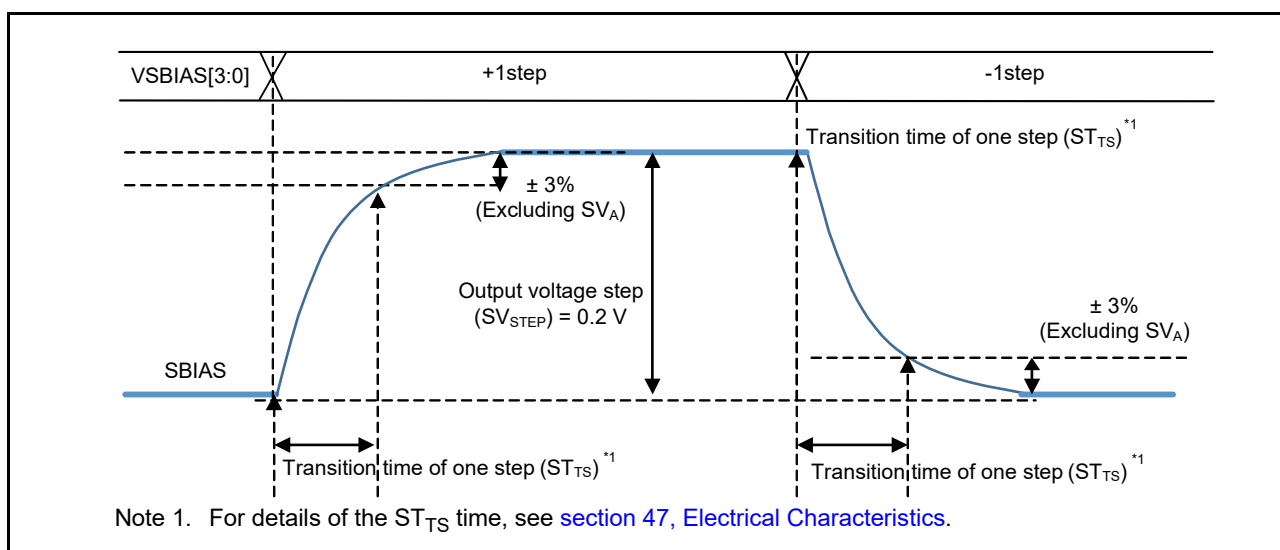 VSBIAS[3:0]
+1step
-1step
Transition time of one step (STTS) *1
± 3%
(Excluding SVA)
Output voltage step
(SVSTEP) = 0.2 V
± 3%
(Excluding SVA)
SBIAS
Transition time of one step (STTS) *1
Transition time of one step (STTS) *1
Note 1. For details of the STTS time, see section 47, Electrical Characteristics.